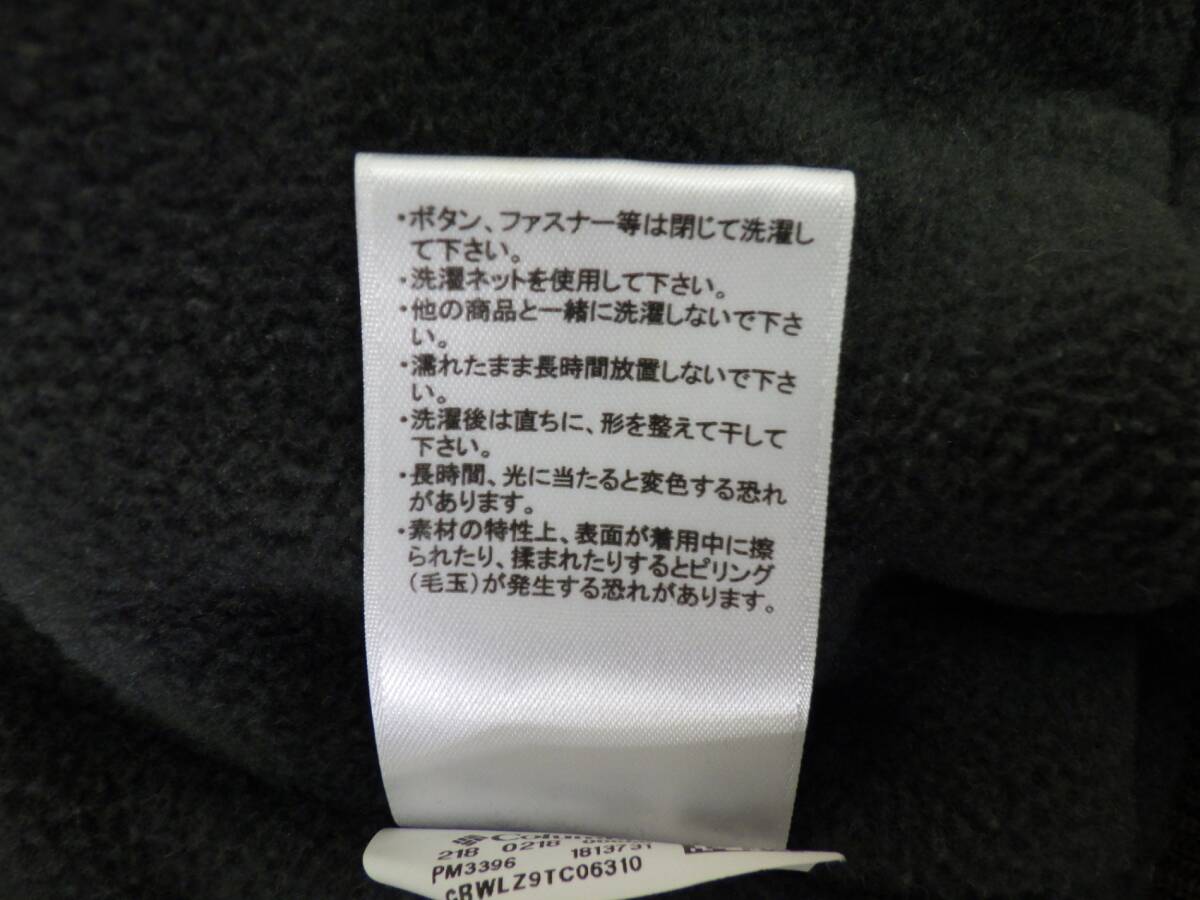 ・ボタン、ファスナー等は閉じて洗濯し
て下さい。
・洗濯ネットを使用して下さい。
・他の商品と一緒に洗濯しないで下さ
い。
・濡れたまま長時間放置しないで下さ
い。
・洗濯後は直ちに、形を整えて干して
下さい。
・長時間、光に当たると変色する恐れ
があります。
・素材の特性上、表面が着用中に擦
られたり、揉まれたりするとピリング
(毛玉)が発生する恐れがあります。
218 0218
PM3396 1813731
cRWLZ9TC06310